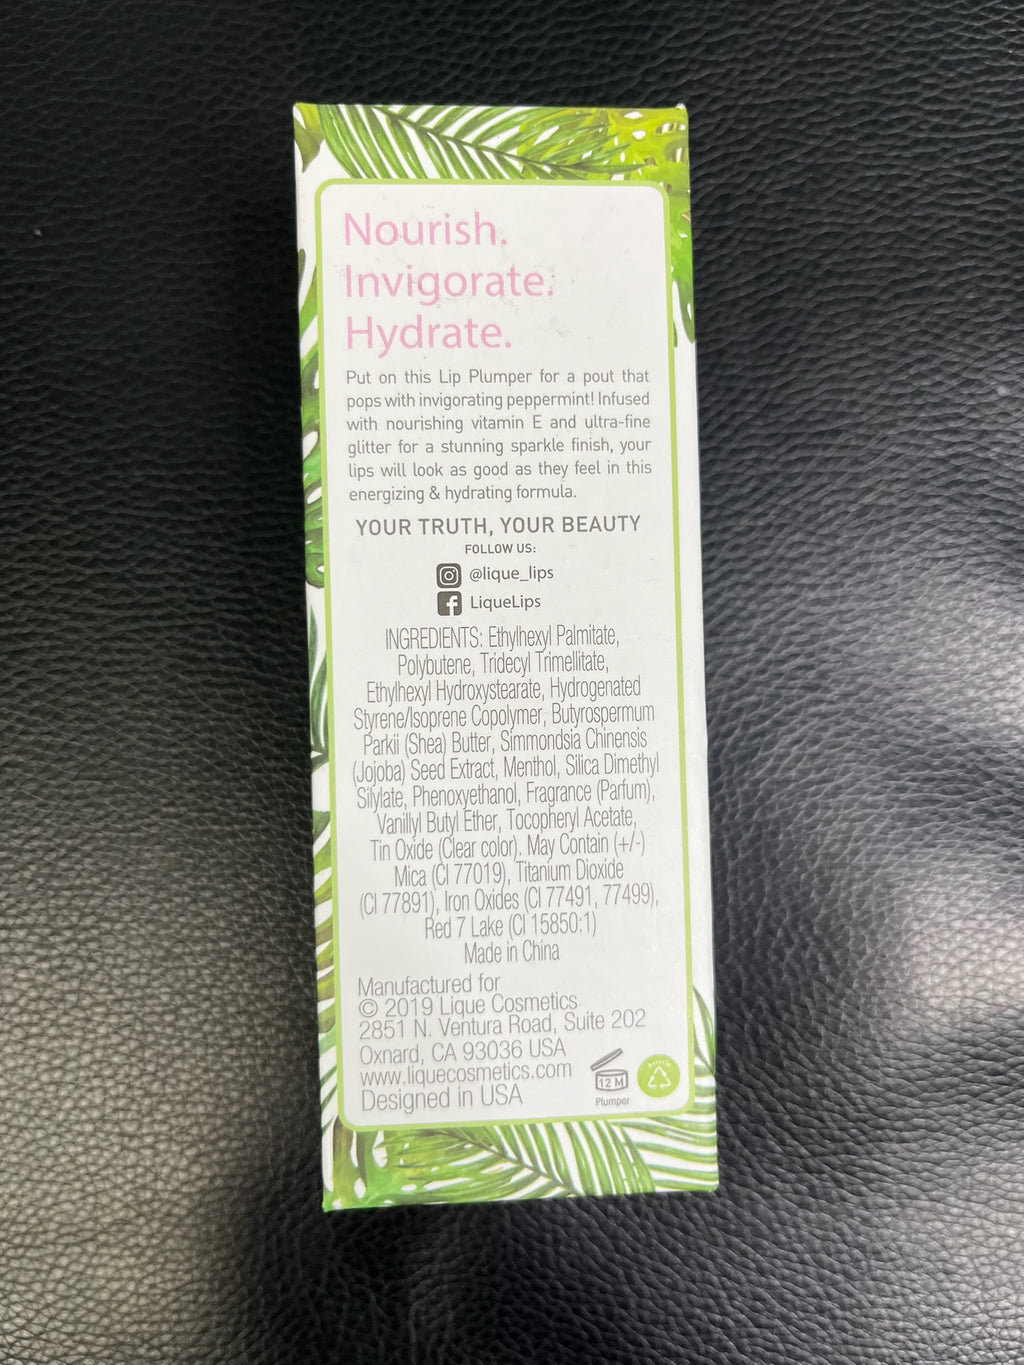 Nourish.
Invigorate.
Hydrate.
Put on this Lip Plumper for a pout that
pops with invigorating peppermint! Infused
with nourishing vitamin E and ultra-fine
glitter for a stunning sparkle finish, your
lips will look as good as they feel in this
energizing & hydrating formula.
YOUR TRUTH, YOUR BEAUTY
FOLLOW US:
@lique_lips
LiqueLips
INGREDIENTS: Ethylhexyl Palmitate,
Polybutene, Tridecyl Trimellitate,
Ethylhexyl Hydroxystearate, Hydrogenated
Styrene/Isoprene Copolymer, Butyrospermum
Parkii (Shea) Butter, Simmondsia Chinensis
(Jojoba) Seed Extract, Menthol, Silica Dimethyl
Silylate, Phenoxyethanol, Fragrance (Parfum),
Vanillyl Butyl Ether, Tocopheryl Acetate,
Tin Oxide (Clear color). May Contain (+/-)
Mica (CI 77019), Titanium Dioxide
(CI 77891), Iron Oxides (CI 77491, 77499),
Red 7 Lake (CI 15850:1)
Made in China
Manufactured for
© 2019 Lique Cosmetics
2851 N. Ventura Road, Suite 202
Oxnard, CA 93036 USA
www.liquecosmetics.com
Designed in USA
12 M
Plumper